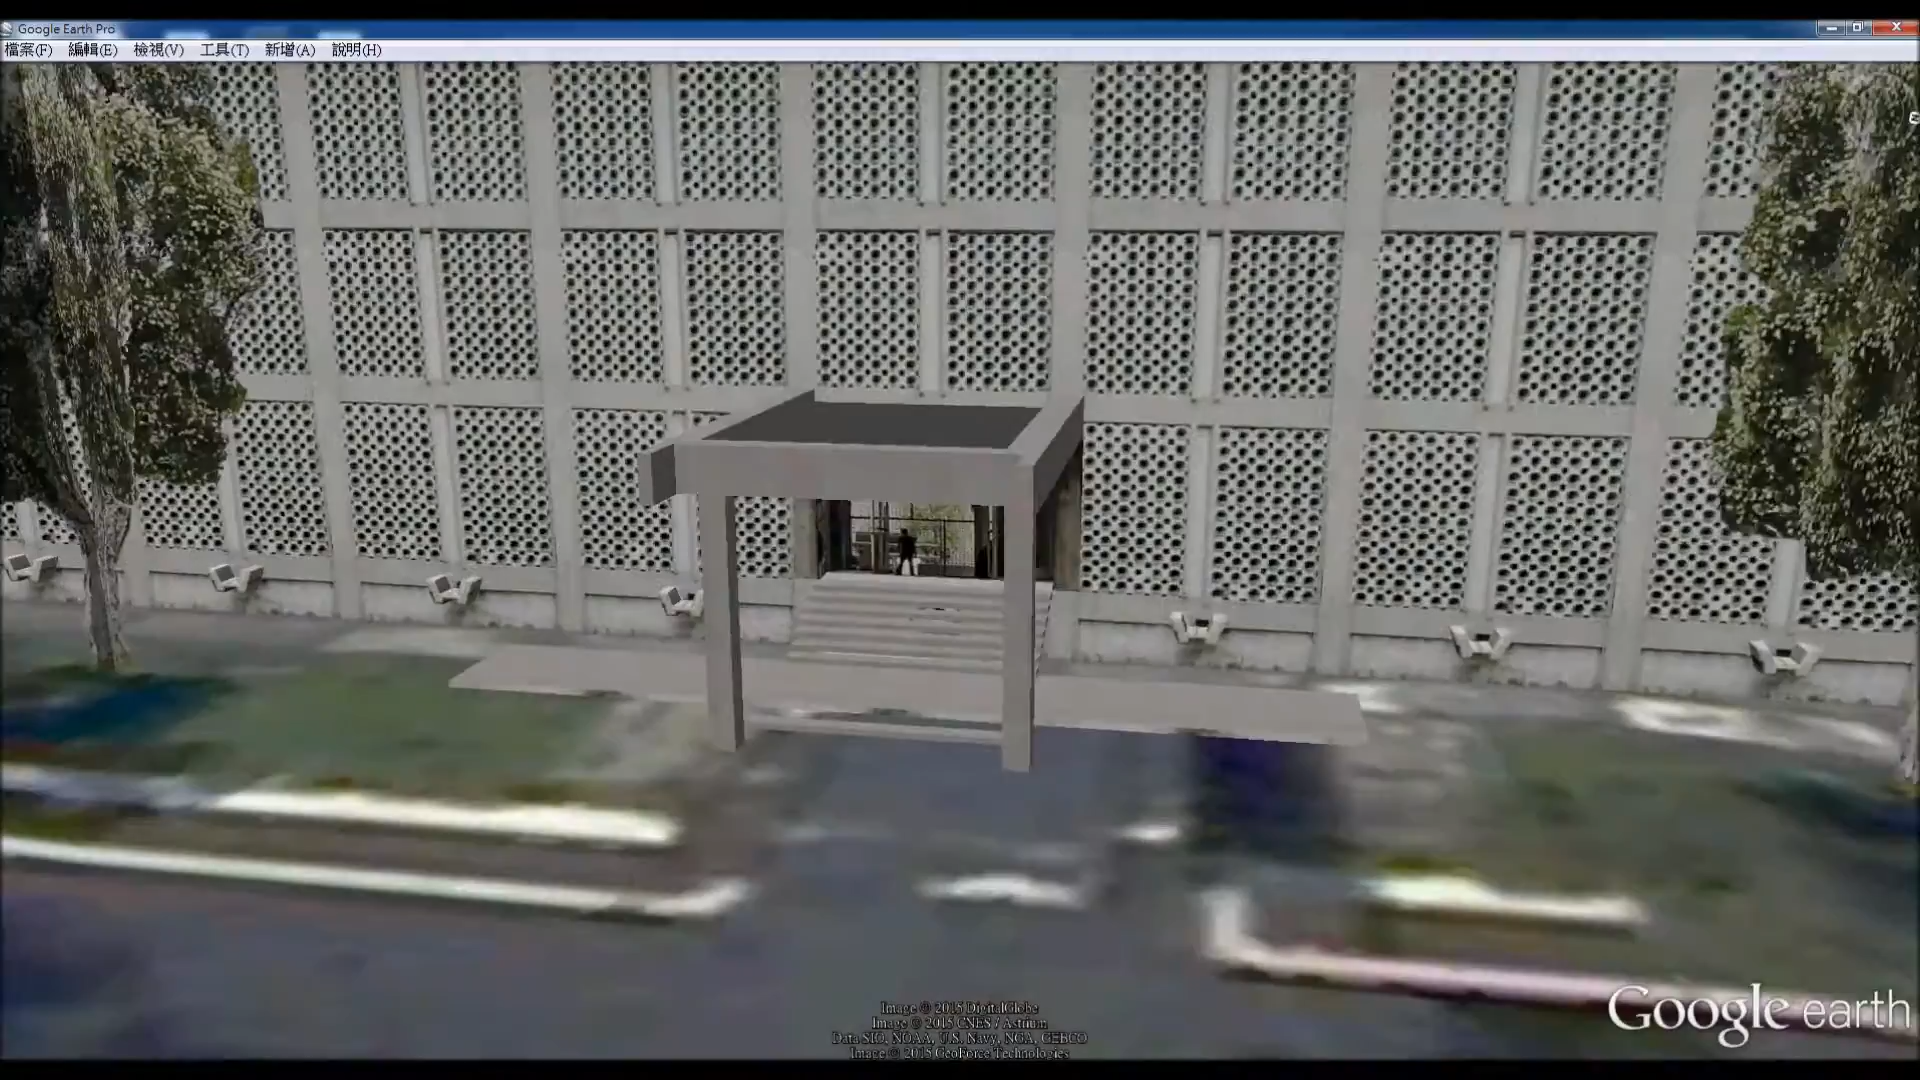 Google Earth Pro
檔案(F) 編輯(E) 檢視(V) 工具(T) 新增(A) 說明(H)
Image © 2015 DigitalGlobe
Image © 2015 CNES / Astrium
Data SIO, NOAA, U.S. Navy, NGA, GEBCO
Image © 2015 GeoForce Technologies
Google earth